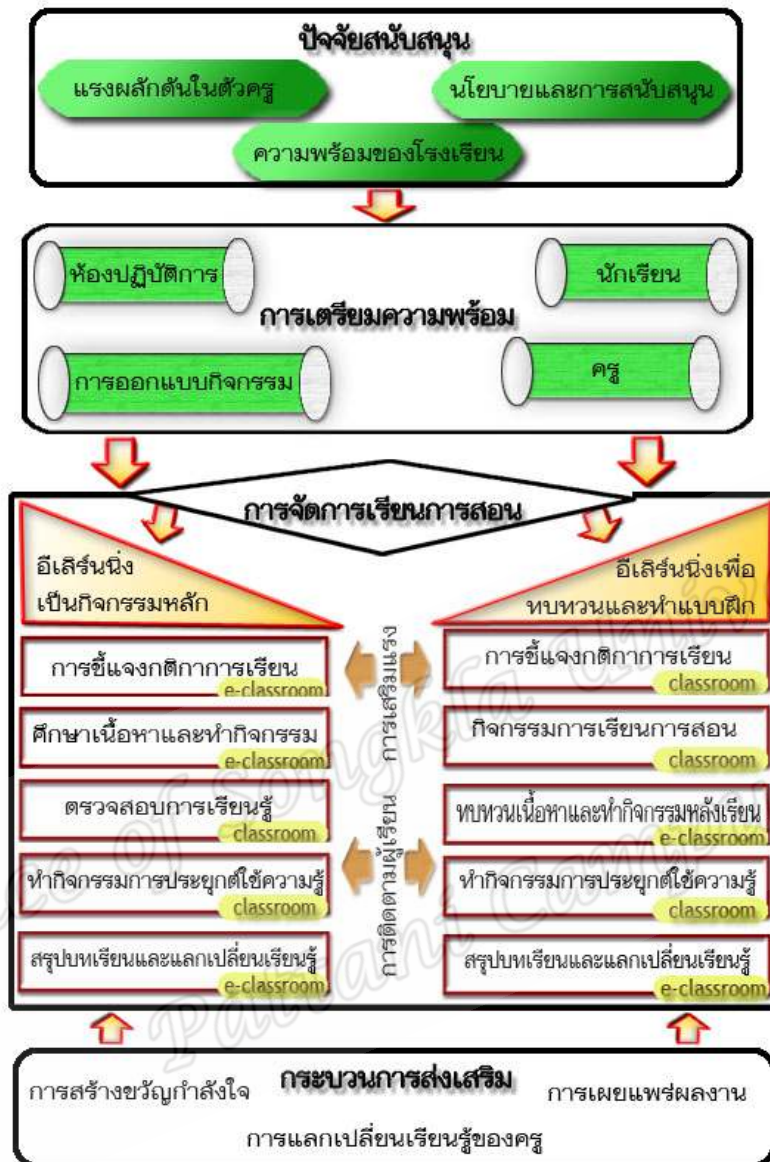 ปัจจัยสนับสนุน
แรงผลักดันในตัวครู
นโยบายและการสนับสนุน
ความพร้อมของโรงเรียน
ห้องปฏิบัติการ
นักเรียน
การเตรียมความพร้อม
การออกแบบกิจกรรม
ครู
การจัดการเรียนการสอน
อีเลิร์นนิ่ง
เป็นกิจกรรมหลัก
การชี้แจงกติกาการเรียน
e-classroom
ศึกษาเนื้อหาและทำกิจกรรม
e-classroom
ตรวจสอบการเรียนรู้
classroom
ทำกิจกรรมการประยุกต์ใช้ความรู้
classroom
สรุปบทเรียนและแลกเปลี่ยนเรียนรู้
e-classroom
การเสริมแรง
การติดตามผู้เรียน
อีเลิร์นนิ่งเพื่อ
ทบทวนและทำแบบฝึก
การชี้แจงกติกาการเรียน
classroom
กิจกรรมการเรียนการสอน
classroom
ทบทวนเนื้อหาและทำกิจกรรมหลังเรียน
e-classroom
ทำกิจกรรมการประยุกต์ใช้ความรู้
classroom
สรุปบทเรียนและแลกเปลี่ยนเรียนรู้
e-classroom
กระบวนการส่งเสริม
การสร้างขวัญกำลังใจ
การเผยแพร่ผลงาน
การแลกเปลี่ยนเรียนรู้ของครู
of Songkla Univ
Pattani Camp